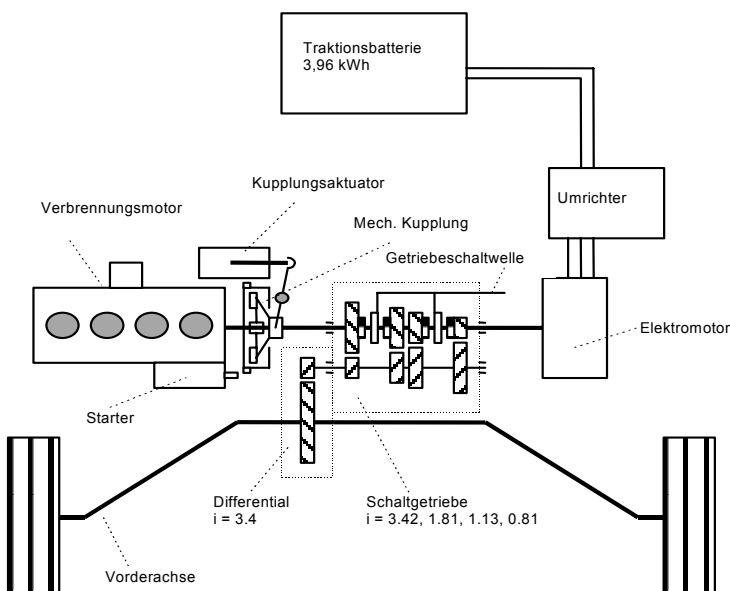 Traktionsbatterie
3,96 kWh
Kupplungsaktuator
Umrichter
Verbrennungsmotor
Mech. Kupplung
Getriebeschaltwelle
Elektromotor
Starter
Differential
i = 3.4
Schaltgetriebe
i = 3.42, 1.81, 1.13, 0.81
Vorderachse